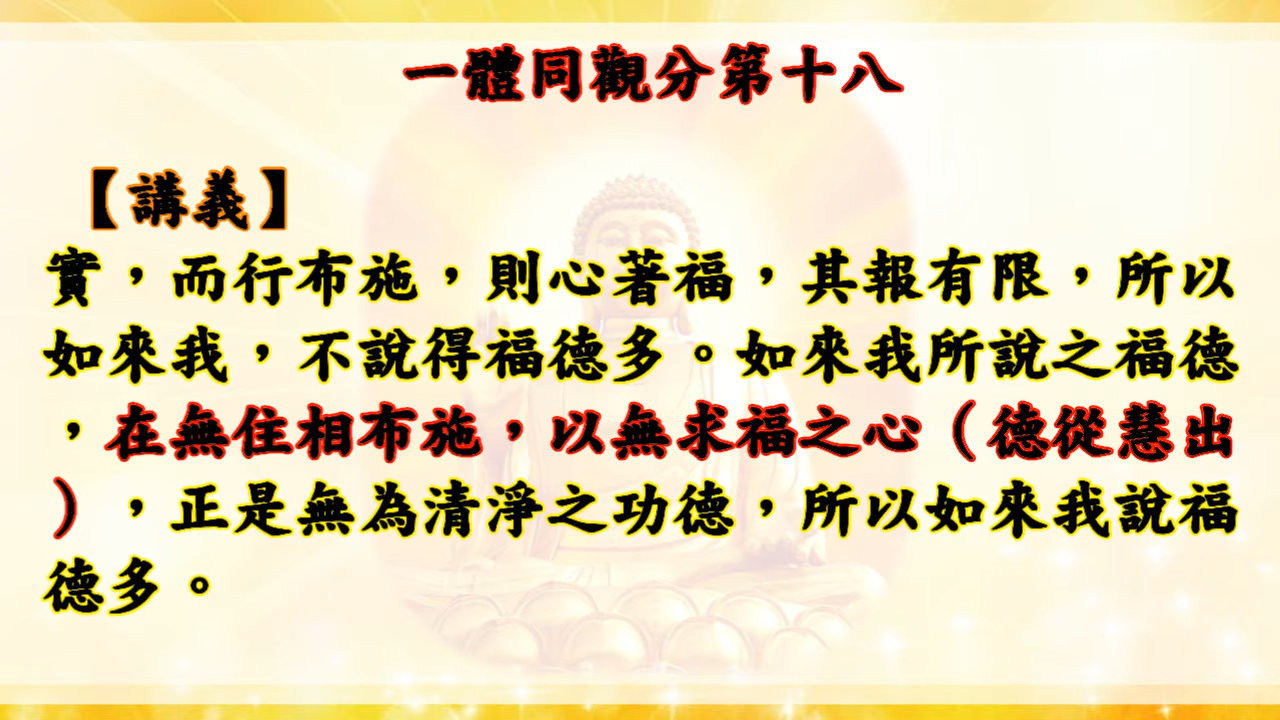 一體同觀分第十八
【講義】
實，而行布施，則心著福，其報有限，所以
如來我，不說得福德多。如來我所說之福德
，在無住相布施，以無求福之心（德從慧出
），正是無為清淨之功德，所以如來我說福
德多。